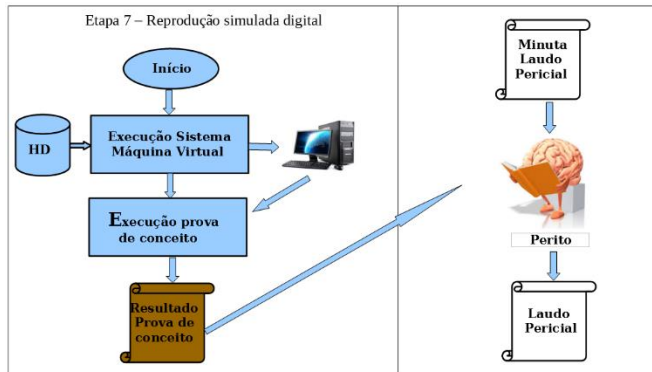 Etapa 7 – Reprodução simulada digital
Início
HD
Execução Sistema
Máquina Virtual
Execução prova
de conceito
Resultado
Prova de
conceito
Minuta
Laudo
Pericial
Perito
Laudo
Pericial